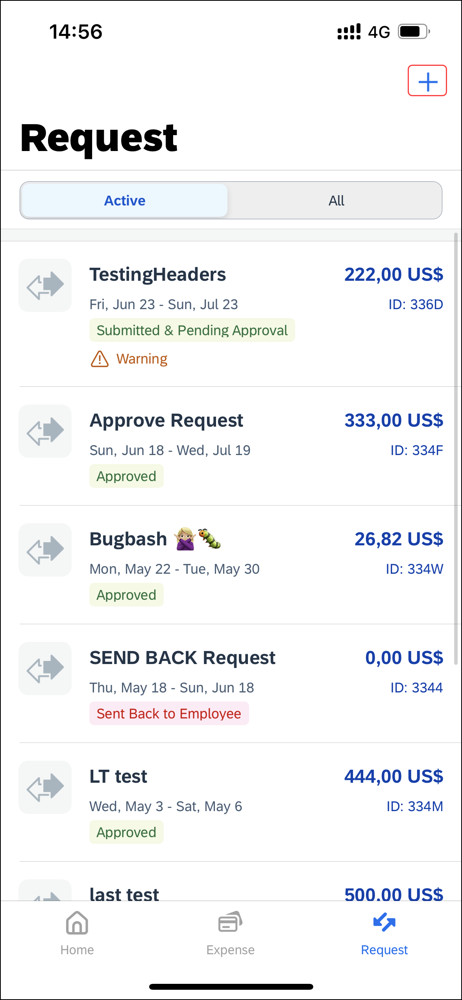 14:56
4G
Request
Active
All
TestingHeaders
222,00 US$
Fri, Jun 23 - Sun, Jul 23
ID: 336D
Submitted & Pending Approval
Warning
Approve Request
333,00 US$
Sun, Jun 18 - Wed, Jul 19
ID: 334F
Approved
Bugbash 🙅🏼‍♀️🐛
26,82 US$
Mon, May 22 - Tue, May 30
ID: 334W
Approved
SEND BACK Request
0,00 US$
Thu, May 18 - Sun, Jun 18
ID: 3344
Sent Back to Employee
LT test
444,00 US$
Wed, May 3 - Sat, May 6
ID: 334M
Approved
last test
500,00 US$
Home
Expense
Request